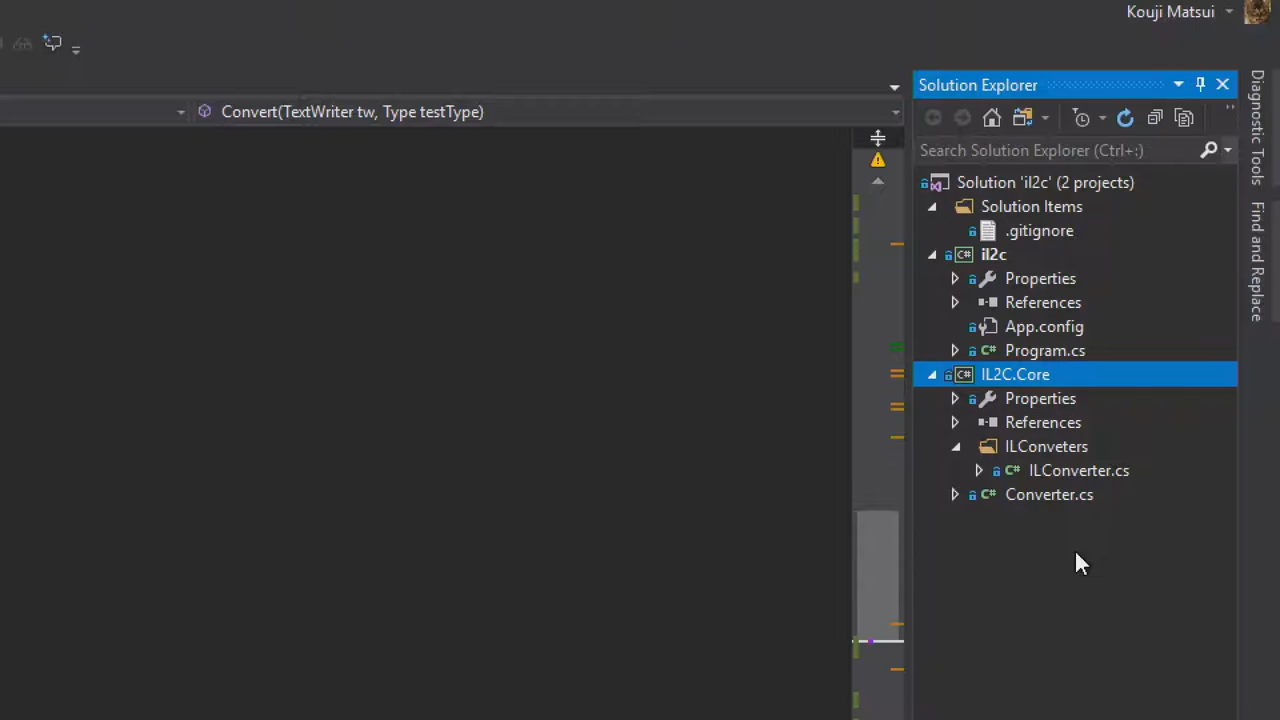 Kouji Matsui
Solution Explorer
Convert(TextWriter tw, Type testType)
Search Solution Explorer (Ctrl+:)
Solution 'il2c' (2 projects)
Solution Items
.gitignore
C# il2c
Properties
References
App.config
C# Program.cs
C# IL2C.Core
Properties
References
ILConveters
C# ILConverter.cs
C# Converter.cs
Diagnostic Tools
Find and Replace